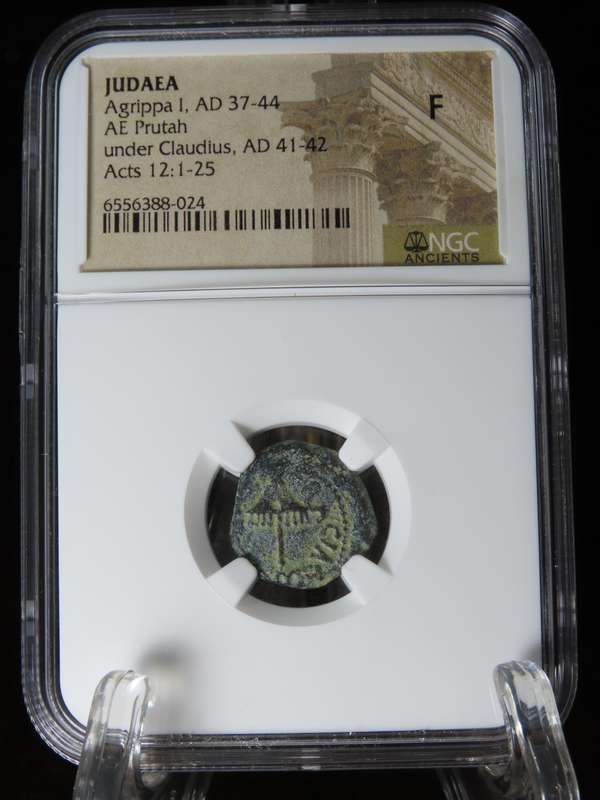 JUDAEA
Agrippa I, AD 37-44
AE Prutah
under Claudius, AD 41-42
Acts 12:1-25
6556388-024
F
NGC
ANCIENTS